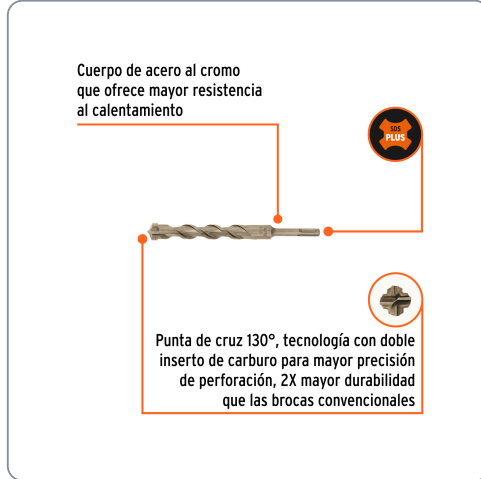 Cuerpo de acero al cromo
que ofrece mayor resistencia
al calentamiento
SDS
PLUS
Punta de cruz 130°, tecnología con doble
inserto de carburo para mayor precisión
de perforación, 2X mayor durabilidad
que las brocas convencionales